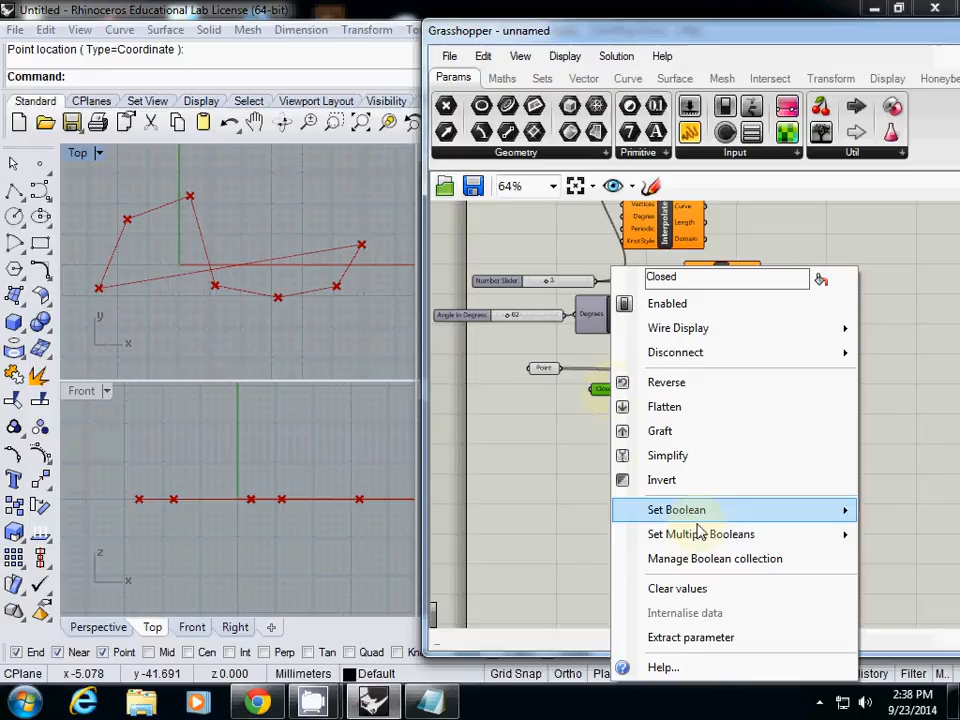 Untitled - Rhinoceros Educational Lab License (64-bit)
File Edit View Curve Surface Solid Mesh Dimension Transform
Point location ( Type=Coordinate ):
Command:
Standard CPlanes Set View Display Select Viewport Layout Visibility
Top
Front
Perspective Top Front Right
End Near Point Mid Cen Int Perp Tan Quad
CPlane x -5.078 y -41.691 z 0.000 Millimeters Default Grid Snap Ortho Filter M...
Grasshopper - unnamed
File Edit View Display Solution Help
Params Maths Sets Vector Curve Surface Mesh Intersect Transform Display Honeybe
Geometry Primitive Input Util
64%
Vertices
Degree
Periodic
KnotStyle
Interpolate
Curve
Length
Domain
Number Slider 3
Angle In Degrees 62
Degrees
Point
Closed
Enabled
Wire Display
Disconnect
Reverse
Flatten
Graft
Simplify
Invert
Set Boolean
Set Multiple Booleans
Manage Boolean collection
Clear values
Internalise data
Extract parameter
Help...
y
x
z
x
2:38 PM
9/23/2014